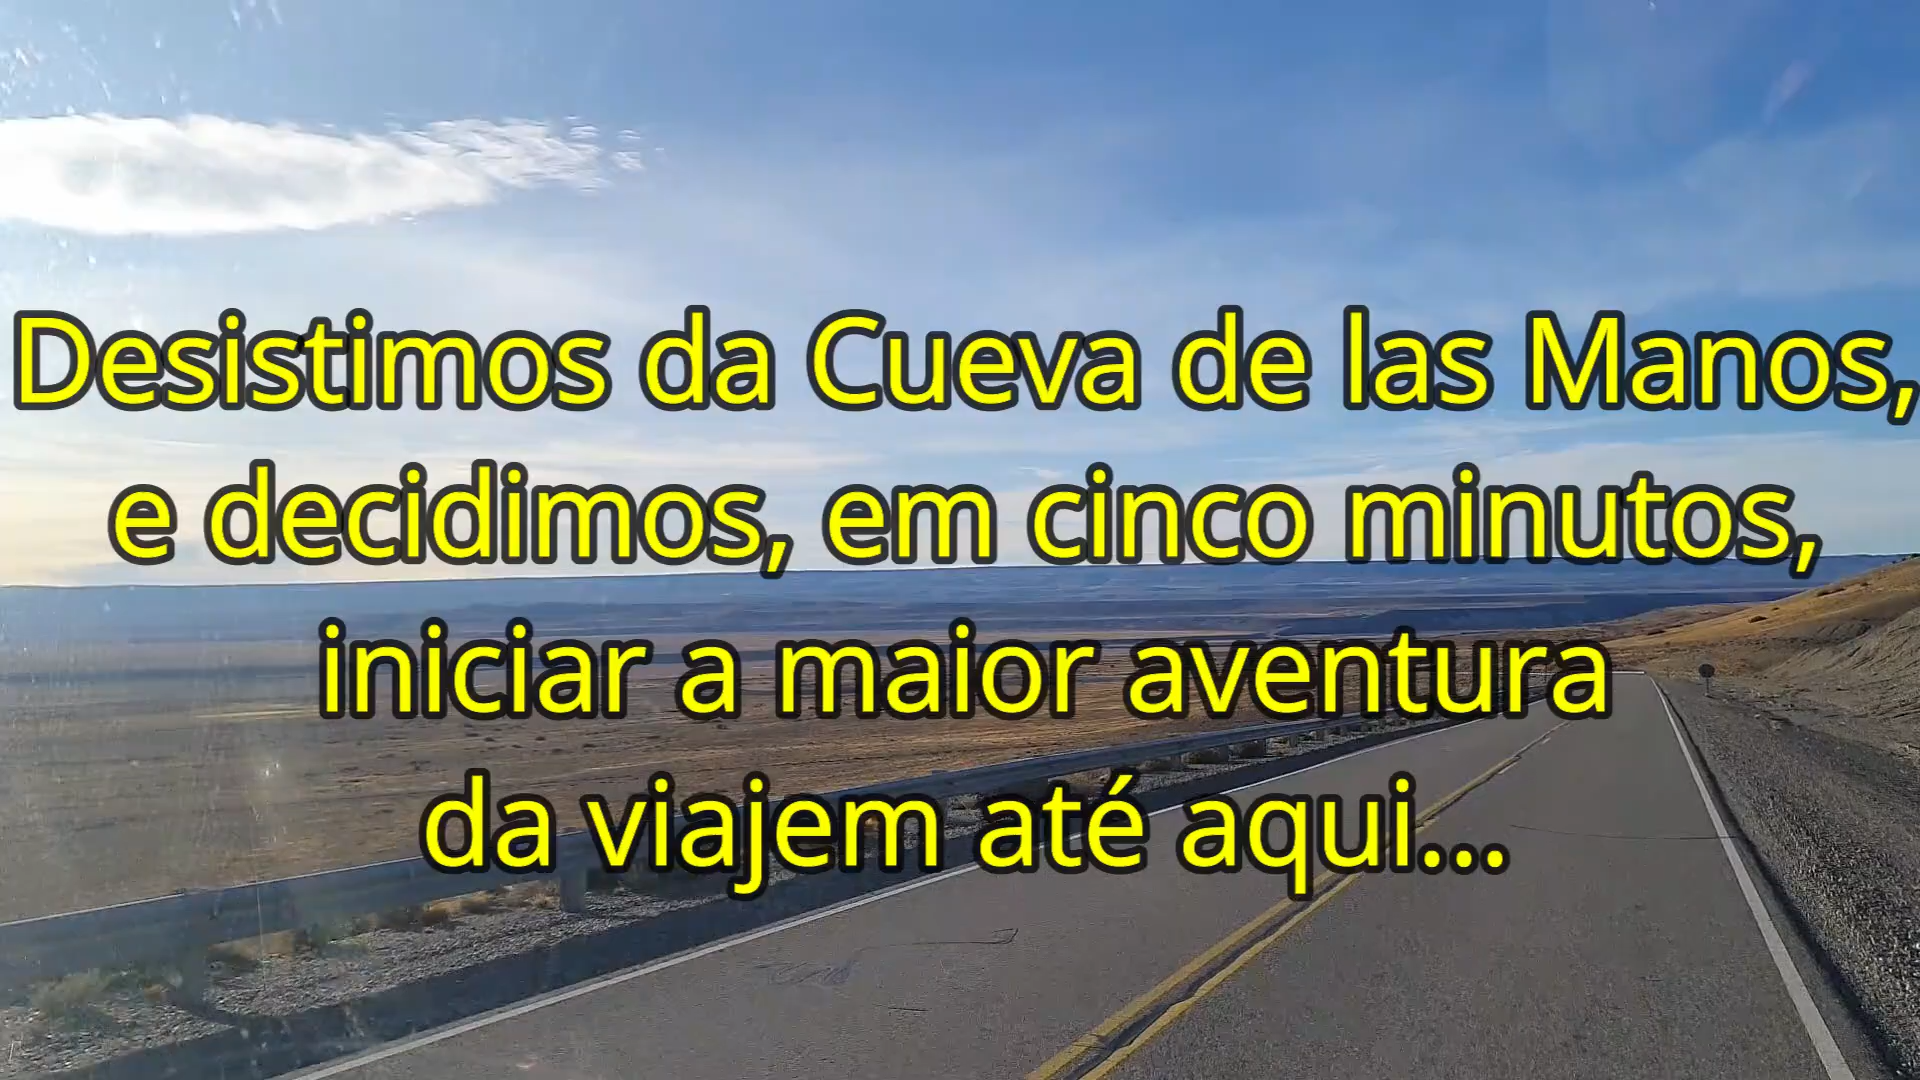 Desistimos da Cueva de las Manos,
e decidimos, em cinco minutos,
iniciar a maior aventura
da viajem até aqui...